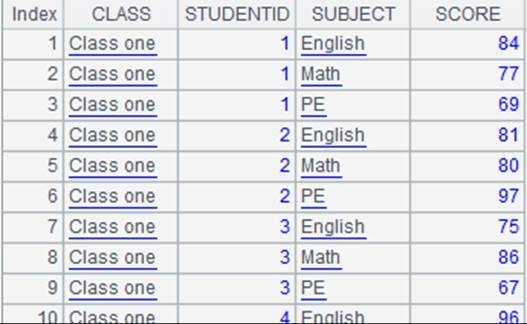 Index CLASS STUDENTID SUBJECT SCORE
1 Class one 1 English 84
2 Class one 1 Math 77
3 Class one 1 PE 69
4 Class one 2 English 81
5 Class one 2 Math 80
6 Class one 2 PE 97
7 Class one 3 English 75
8 Class one 3 Math 86
9 Class one 3 PE 67
10 Class one 4 English 96